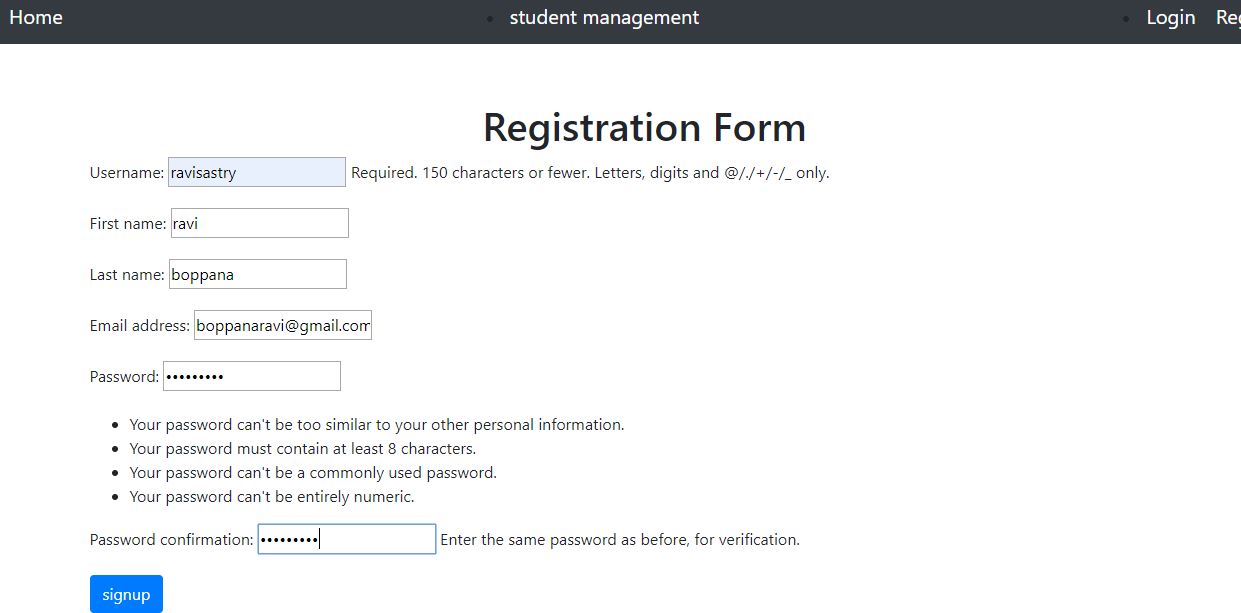 Home student management Login Reg
Registration Form
Username: ravisastry Required. 150 characters or fewer. Letters, digits and @/./+/-/_ only.
First name: ravi
Last name: boppana
Email address: boppanaravi@gmail.com
Password: •••••••••
• Your password can't be too similar to your other personal information.
• Your password must contain at least 8 characters.
• Your password can't be a commonly used password.
• Your password can't be entirely numeric.
Password confirmation: ••••••••• Enter the same password as before, for verification.
signup